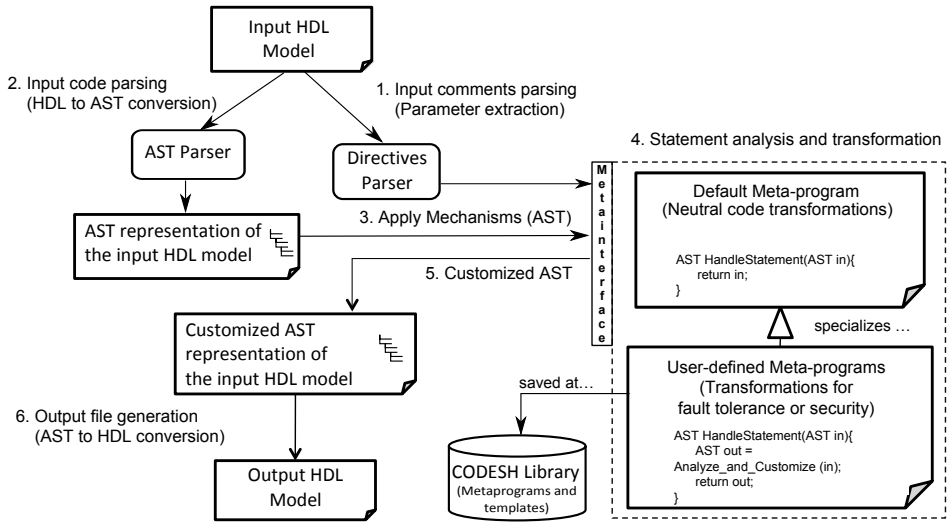 Input HDL
Model
2. Input code parsing
(HDL to AST conversion)
1. Input comments parsing
(Parameter extraction)
AST Parser
Directives
Parser
4. Statement analysis and transformation
Metainterface
Default Meta-program
(Neutral code transformations)
AST HandleStatement(AST in){
return in;
}
AST representation of
the input HDL model
3. Apply Mechanisms (AST)
5. Customized AST
specializes ...
Customized AST
representation of
the input HDL model
User-defined Meta-programs
(Transformations for
fault tolerance or security)
AST HandleStatement(AST in){
AST out =
Analyze_and_Customize (in);
return out;
}
saved at...
6. Output file generation
(AST to HDL conversion)
CODESH Library
(Metaprograms and
templates)
Output HDL
Model